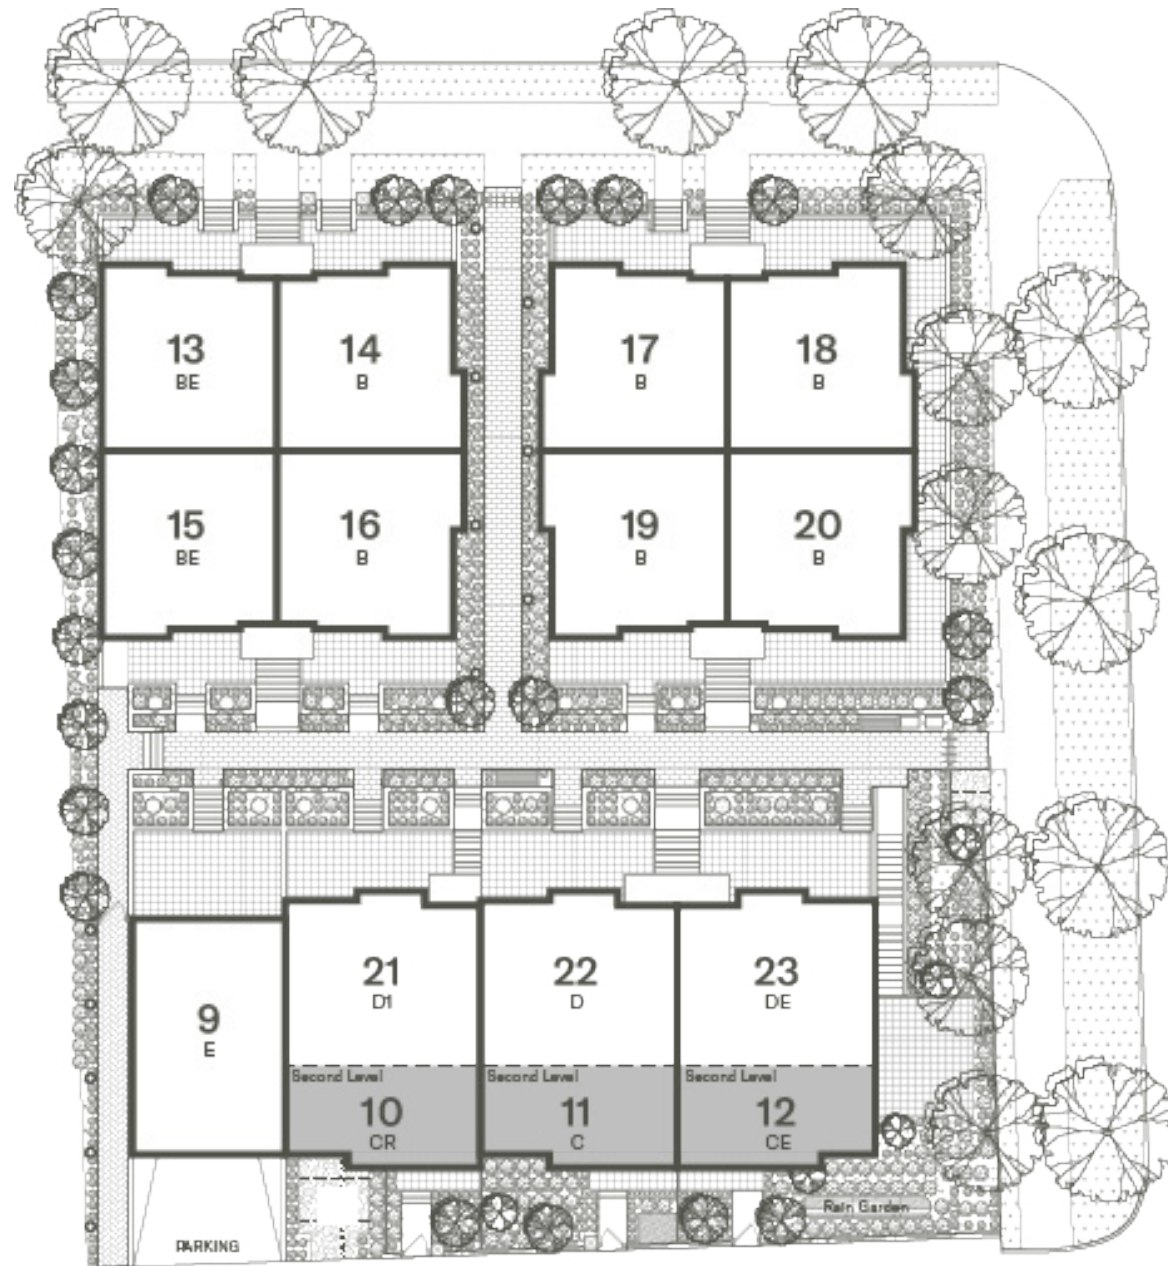 13
BE
14
B
17
B
18
B
15
BE
16
B
19
B
20
B
21
D1
22
D
23
DE
9
E
Second Level
Second Level
Second Level
10
CR
11
C
12
CE
Rain Garden
PARKING